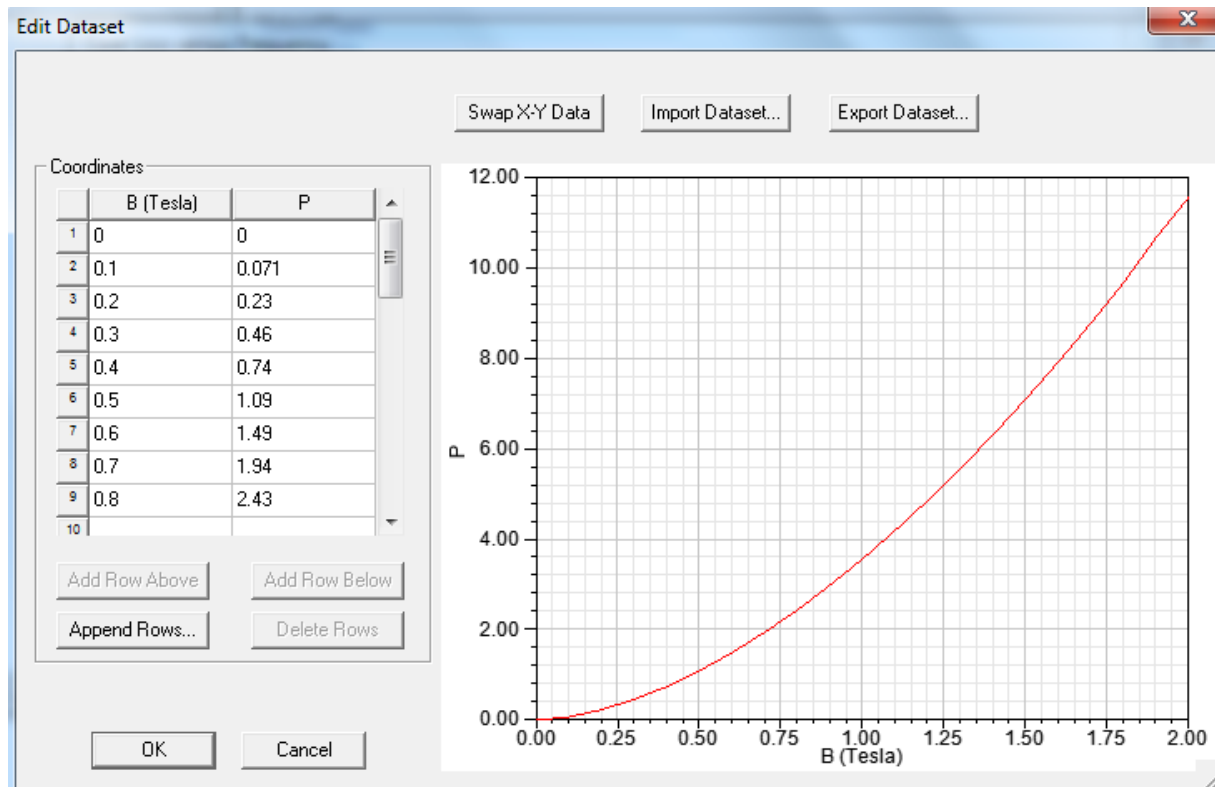 Edit Dataset
Swap X-Y Data Import Dataset... Export Dataset...
Coordinates
B (Tesla) P
1 0 0
2 0.1 0.071
3 0.2 0.23
4 0.3 0.46
5 0.4 0.74
6 0.5 1.09
7 0.6 1.49
8 0.7 1.94
9 0.8 2.43
10
Add Row Above Add Row Below
Append Rows... Delete Rows
OK Cancel
12.00
10.00
8.00
6.00
4.00
2.00
0.00
P
0.00 0.25 0.50 0.75 1.00 1.25 1.50 1.75 2.00
B (Tesla)